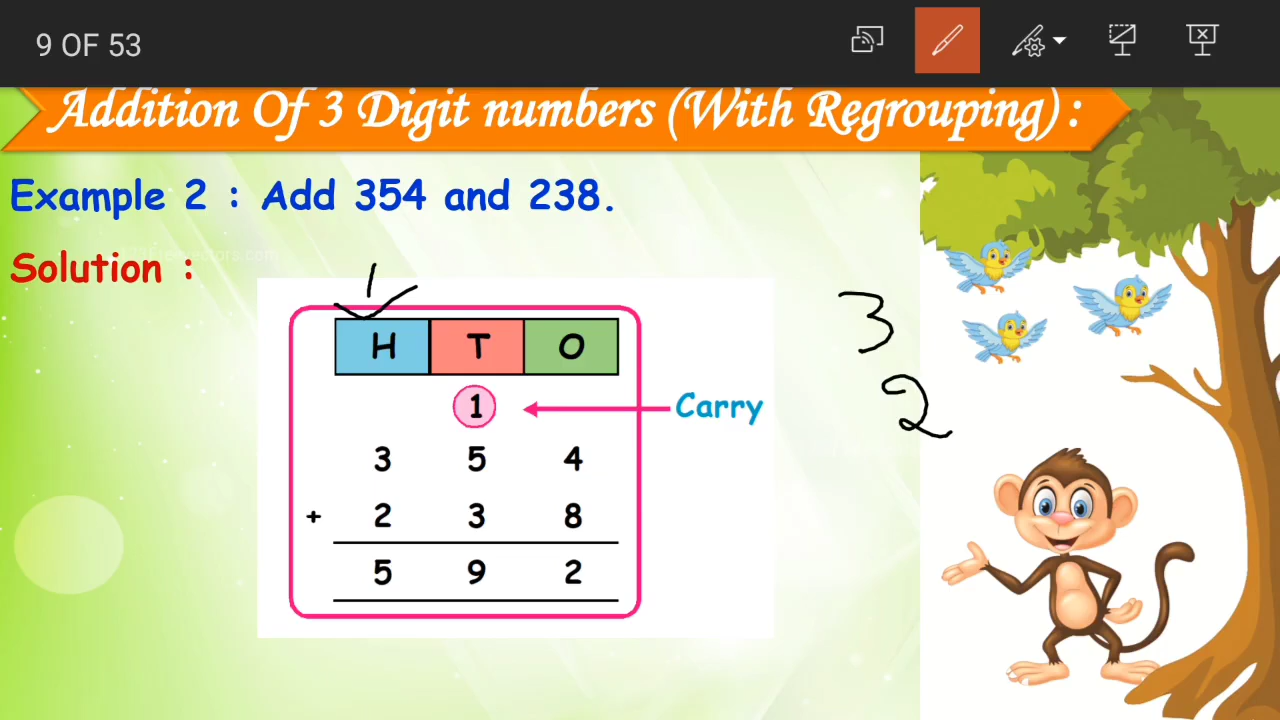 9 OF 53
Addition Of 3 Digit numbers (With Regrouping) :
Example 2 : Add 354 and 238.
Solution :
H T O
1 Carry
3 5 4
+ 2 3 8
5 9 2
3
2